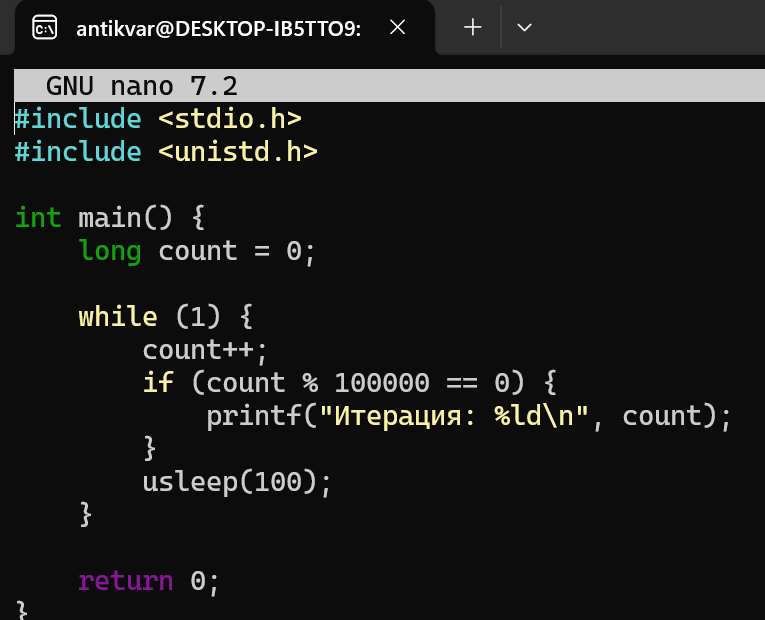 antikvar@DESKTOP-IB5TTO9:
GNU nano 7.2
#include <stdio.h>
#include <unistd.h>
int main() {
    long count = 0;
    while (1) {
        count++;
        if (count % 100000 == 0) {
            printf("Итерация: %ld\n", count);
        }
        usleep(100);
    }
    return 0;
}